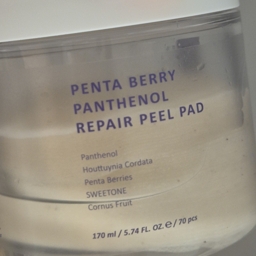 PENTA BERRY
PANTHENOL
REPAIR PEEL PAD
Panthenol
Houttuynia Cordata
Penta Berries
SWEETONE
Cornus Fruit
170 ml / 5.74 FL. OZ. ℮ / 70 pcs